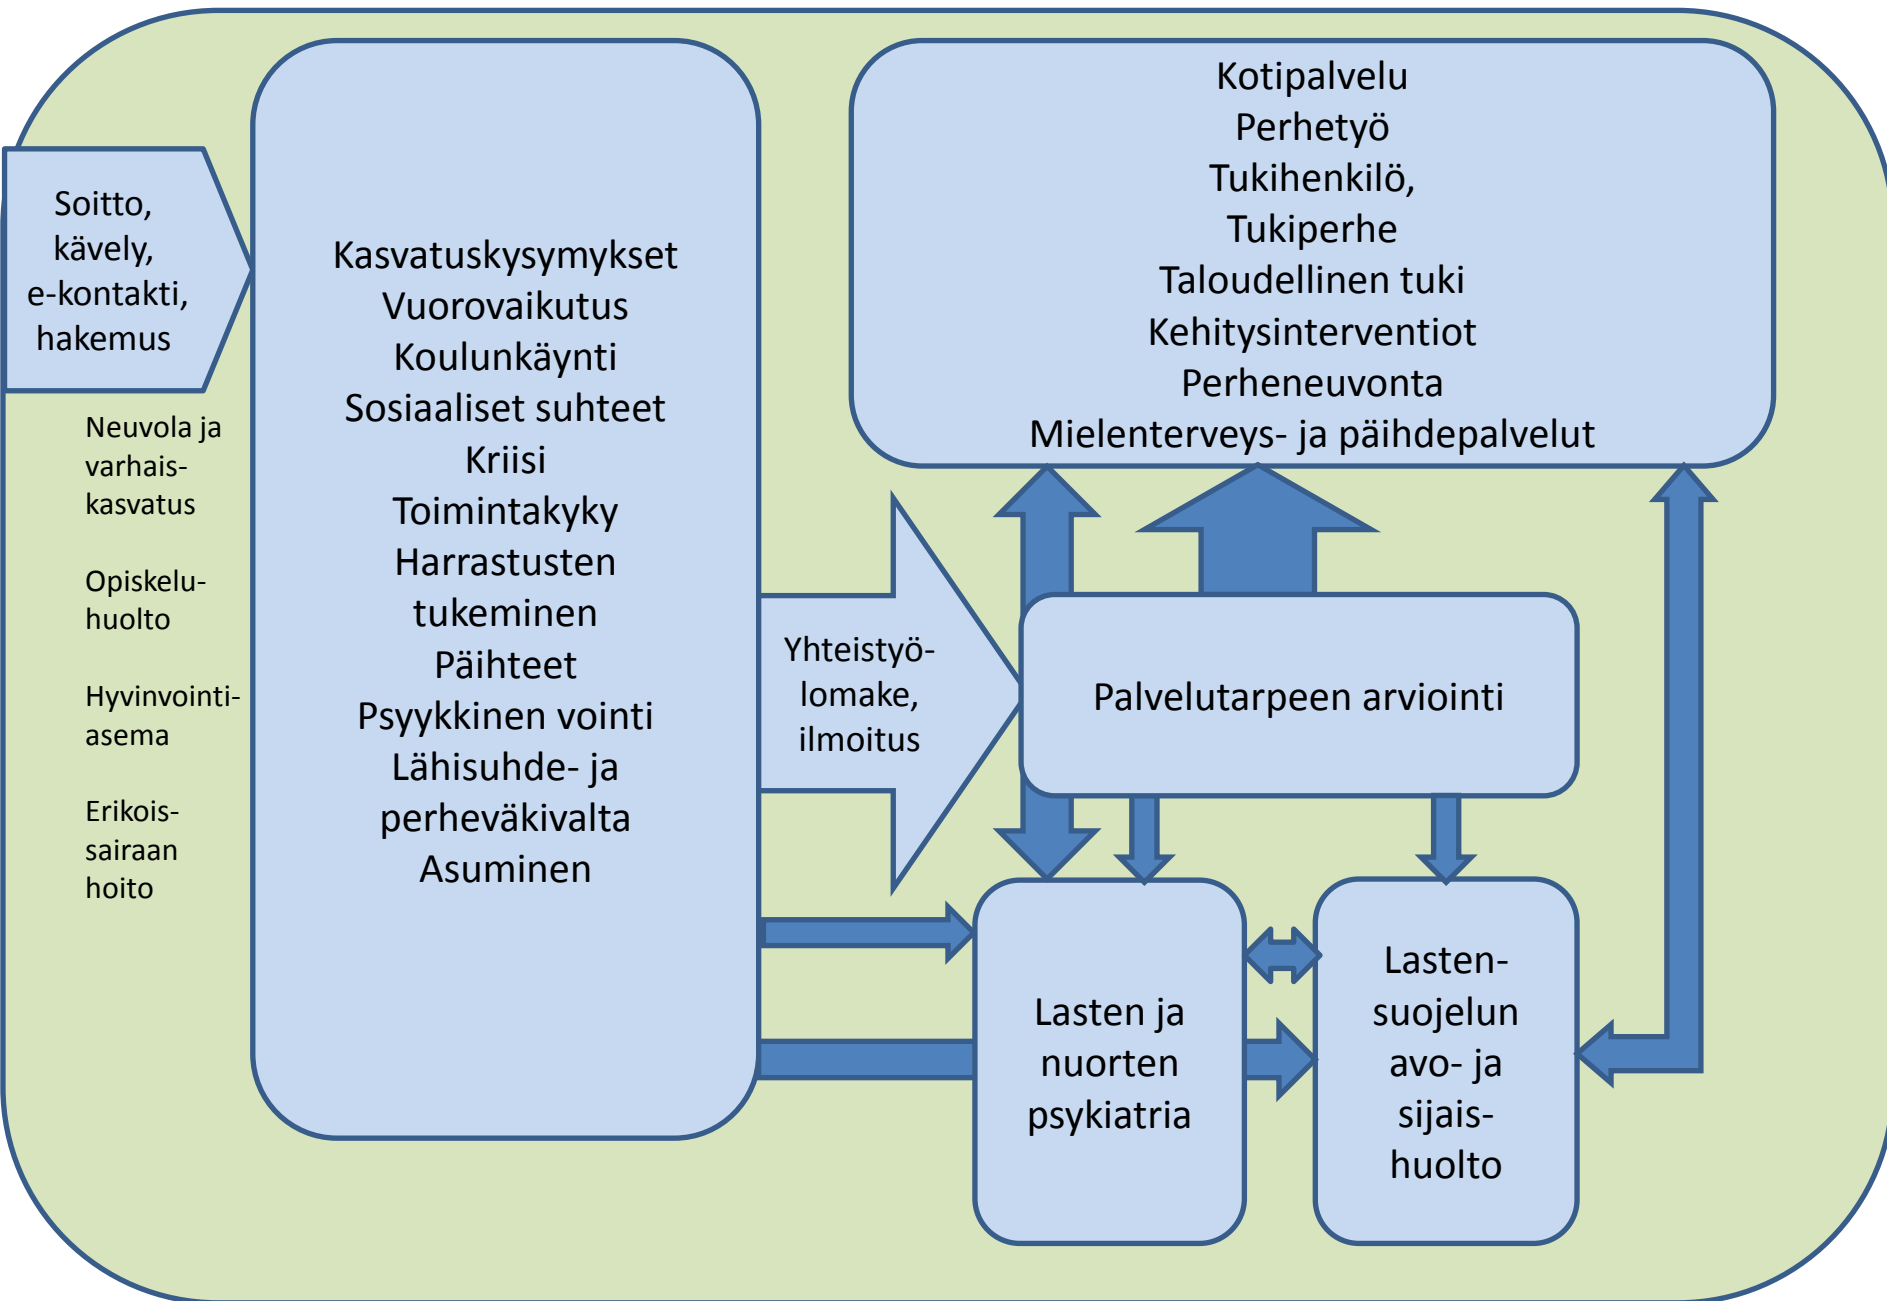 Soitto,
kävely,
e-kontakti,
hakemus
Neuvola ja
varhais-
kasvatus
Opiskelu-
huolto
Hyvinvointi-
asema
Erikois-
sairaan
hoito
Kasvatuskysymykset
Vuorovaikutus
Koulunkäynti
Sosiaaliset suhteet
Kriisi
Toimintakyky
Harrastusten
tukeminen
Päihteet
Psyykkinen vointi
Lähisuhde- ja
perheväkivalta
Asuminen
Kotipalvelu
Perhetyö
Tukihenkilö,
Tukiperhe
Taloudellinen tuki
Kehitysinterventiot
Perheneuvonta
Mielenterveys- ja päihdepalvelut
Yhteistyö-
lomake,
ilmoitus
Palvelutarpeen arviointi
Lasten ja
nuorten
psykiatria
Lasten-
suojelun
avo- ja
sijais-
huolto